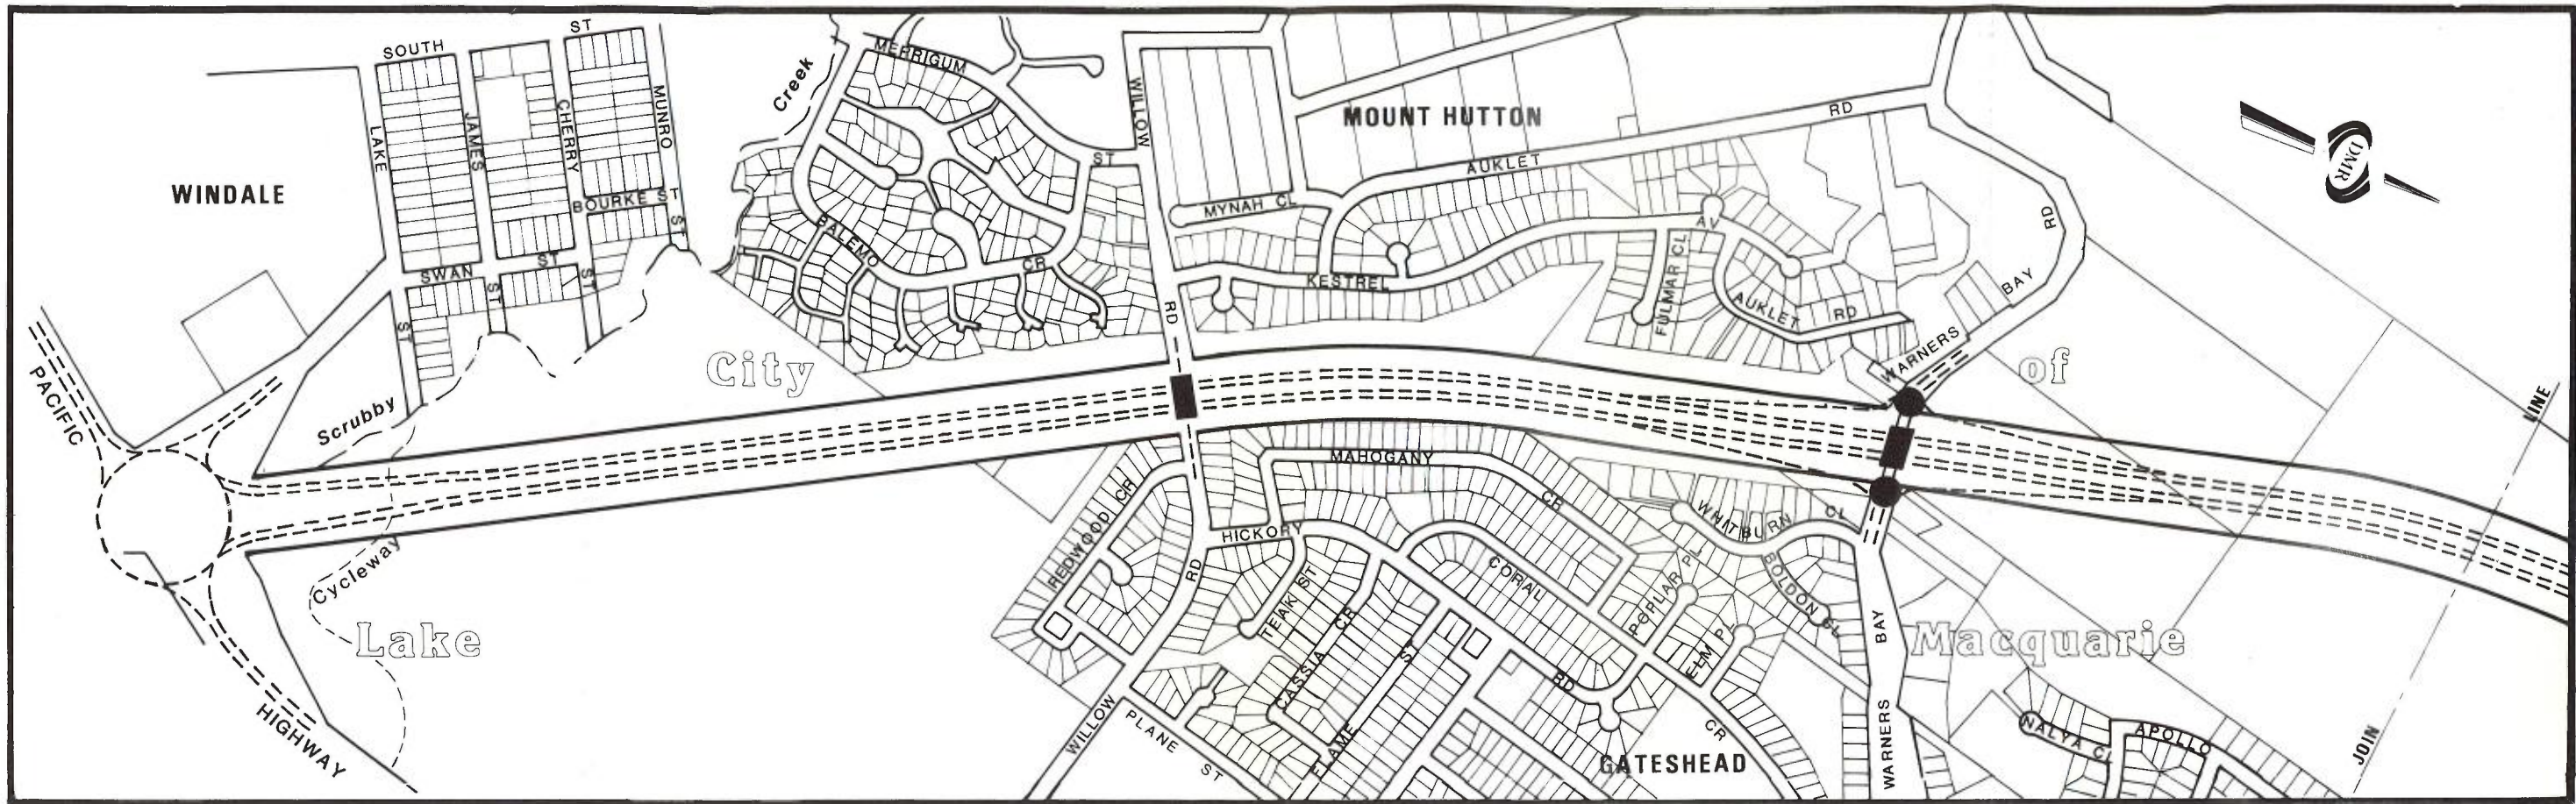 SOUTH
ST
LAKE
JAMES
CHERRY
MUNRO
BOURKE ST
ST
SWAN
ST
ST
ST
ST
WINDALE
Creek
MERRIGUM
ST
WILLOW
RD
BALEMO
CR
MOUNT HUTTON
MYNAH CL
AUKLET
RD
KESTREL
AV
FULMAR CL
AUKLET
RD
RD
BAY
WARNERS
DMR
PACIFIC
HIGHWAY
Scrubby
City
of
Cycleway
Lake
Macquarie
REDWOOD CR
RD
HICKORY
MAHOGANY
CR
TEAK ST
CASSIA
CR
ST
FLAME
WILLOW
PLANE
ST
CORAL
RD
CR
POPLAR PL
ELM PL
WHITBURN
CL
BOLDON CL
BAY
WARNERS
GATESHEAD
NALYA CL
APOLLO
JOIN
LINE